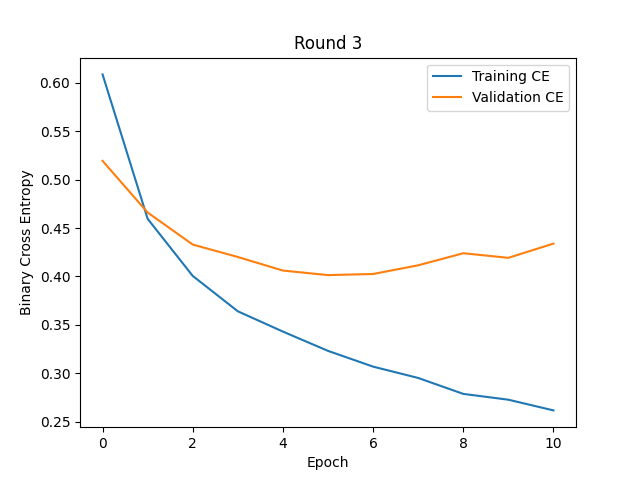 Round 3
Training CE
Validation CE
Binary Cross Entropy
0.60
0.55
0.50
0.45
0.40
0.35
0.30
0.25
0 2 4 6 8 10
Epoch